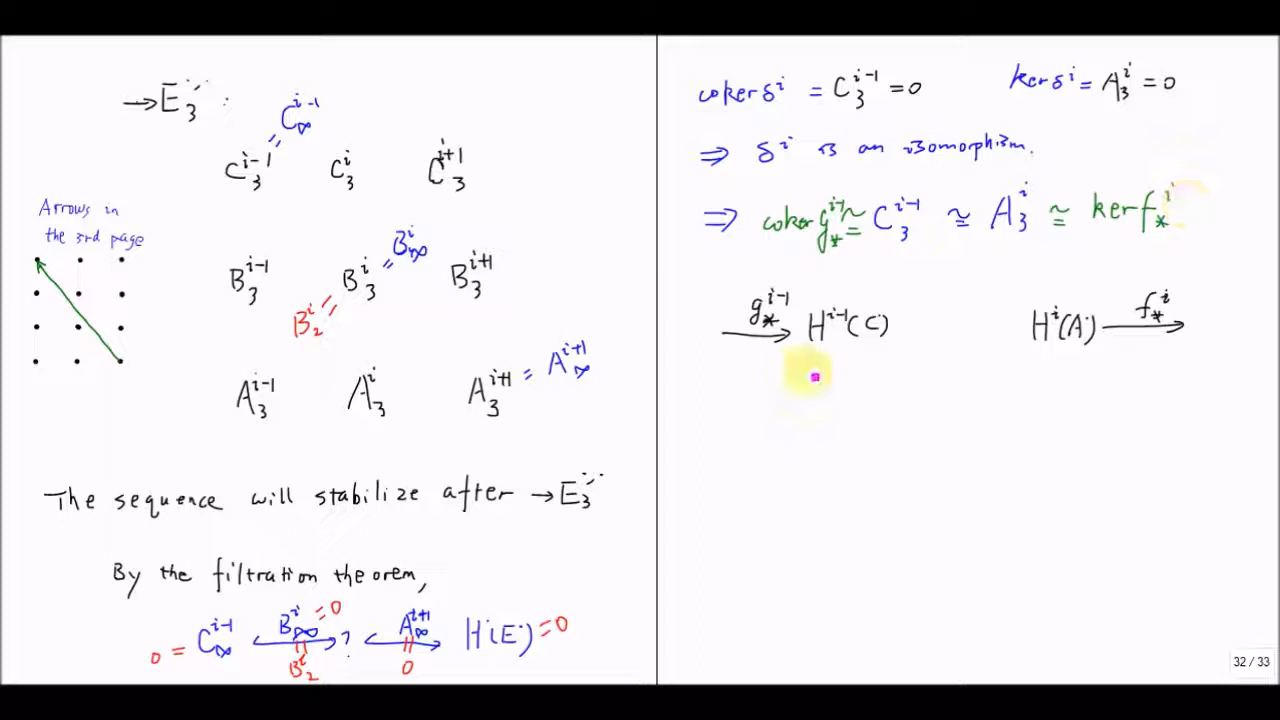 →E₃^{··} :
C_∞^{i-1}
C₃^{i-1} C₃^i C₃^{i+1}
Arrows in
the 3rd page
B_∞^i
B₃^{i-1} B₃^i B₃^{i+1}
B₂^i
A₃^{i-1} A₃^i A₃^{i+1} = A_∞^{i+1}
The sequence will stabilize after →E₃^{··}
By the filtration theorem,
0 = C_∞^{i-1} B_∞^i = 0 ? A_∞^{i+1} H^·(E^·) = 0
B₂^i 0
coker δ^i = C₃^{i-1} = 0 ker δ^i = A₃^i = 0
⇒ δ^i is an isomorphism.
⇒ coker g_*^{i-1} ≅ C₃^{i-1} ≅ A₃^i ≅ ker f_*^i
g_*^{i-1} H^{i-1}(C^·) H^i(A^·) f_*^i
32 / 33